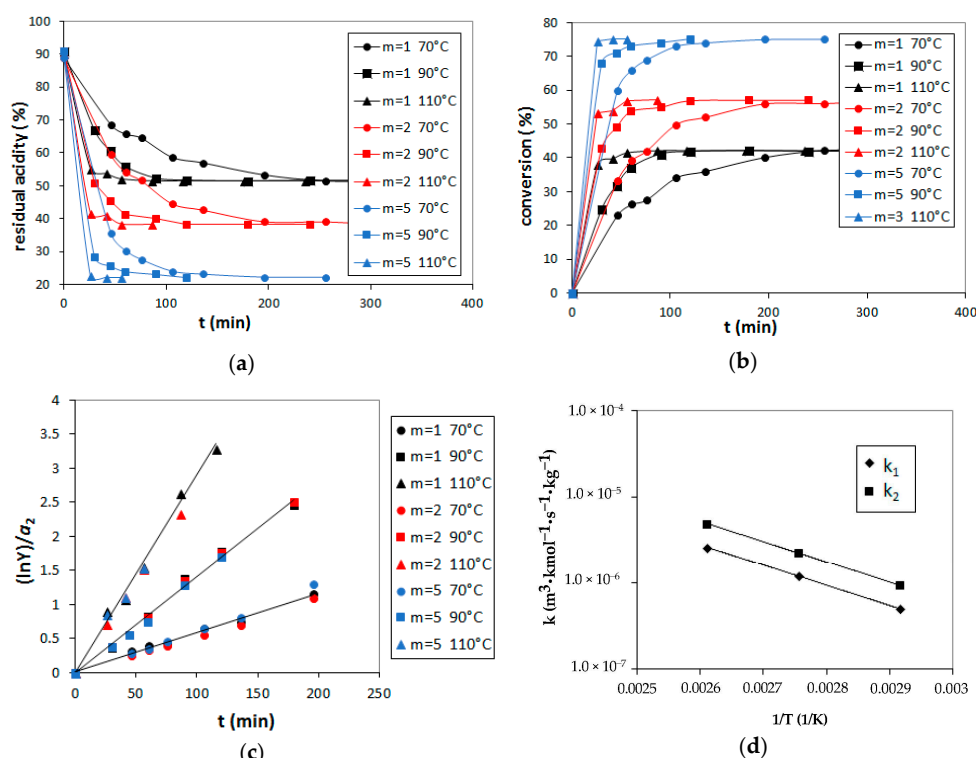 (a)
residual acidity (%)
100
90
80
70
60
50
40
30
20
0
100
200
300
400
t (min)
m=1 70°C
m=1 90°C
m=1 110°C
m=2 70°C
m=2 90°C
m=2 110°C
m=5 70°C
m=5 90°C
m=5 110°C
(b)
conversion (%)
80
70
60
50
40
30
20
10
0
0
100
200
300
400
t (min)
m=1 70°C
m=1 90°C
m=1 110°C
m=2 70°C
m=2 90°C
m=2 110°C
m=5 70°C
m=5 90°C
m=3 110°C
(lnY)/α₂
4
3.5
3
2.5
2
1.5
1
0.5
0
0
50
100
150
200
250
t (min)
m=1 70°C
m=1 90°C
m=1 110°C
m=2 70°C
m=2 90°C
m=2 110°C
m=5 70°C
m=5 90°C
m=5 110°C
(c)
k (m³·kmol⁻¹·s⁻¹·kg⁻¹)
1.0 × 10⁻⁴
1.0 × 10⁻⁵
1.0 × 10⁻⁶
1.0 × 10⁻⁷
0.0025
0.0026
0.0027
0.0028
0.0029
0.003
1/T (1/K)
k₁
k₂
(d)